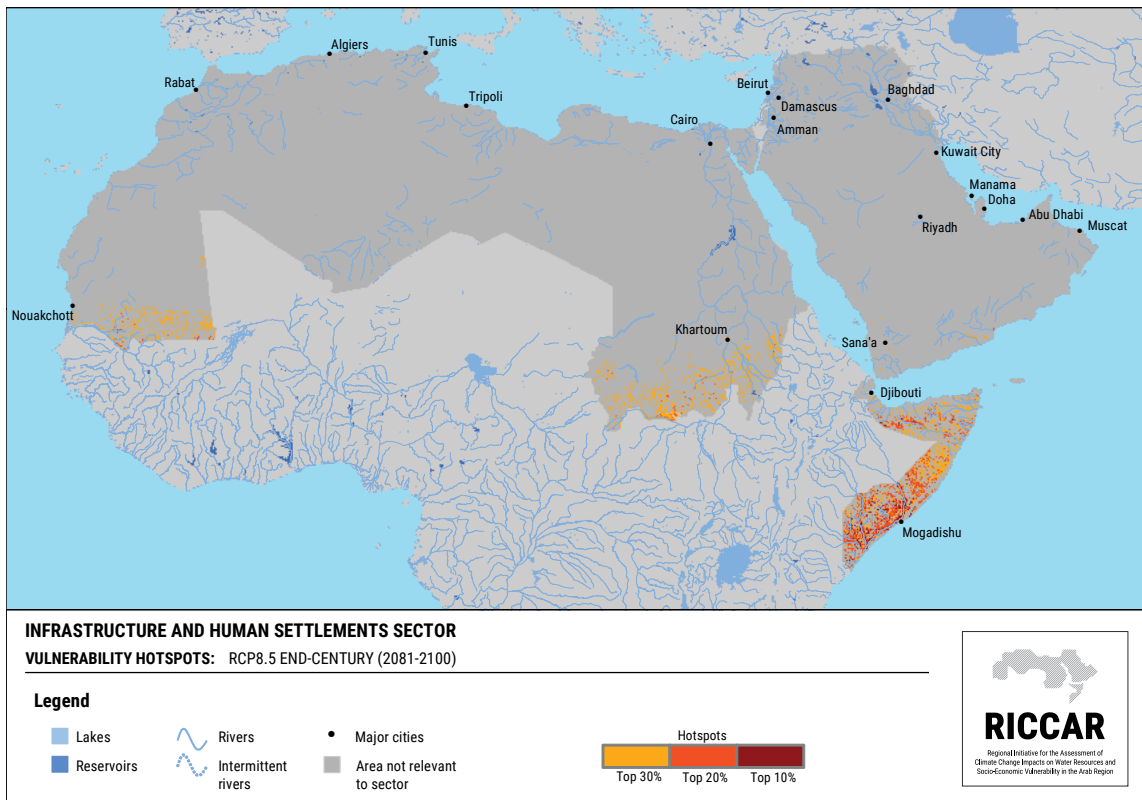 Algiers
Tunis
Rabat
Tripoli
Beirut
Baghdad
Damascus
Cairo
Amman
Kuwait City
Manama
Doha
Abu Dhabi
Riyadh
Muscat
Nouakchott
Khartoum
Sana'a
Djibouti
Mogadishu
INFRASTRUCTURE AND HUMAN SETTLEMENTS SECTOR
VULNERABILITY HOTSPOTS: RCP8.5 END-CENTURY (2081-2100)
Legend
Lakes
Rivers
Major cities
Reservoirs
Intermittent
rivers
Area not relevant
to sector
Hotspots
Top 30%
Top 20%
Top 10%
RICCAR
Regional Initiative for the Assessment of
Climate Change Impacts on Water Resources and
Socio-Economic Vulnerability in the Arab Region